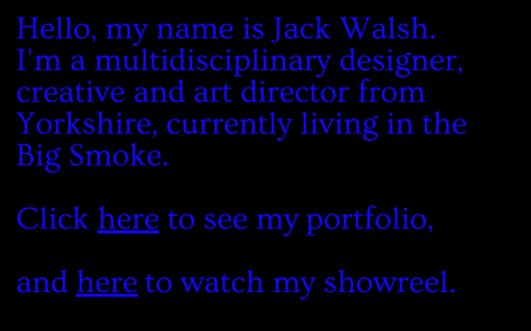 Hello, my name is Jack Walsh.
I'm a multidisciplinary designer,
creative and art director from
Yorkshire, currently living in the
Big Smoke.
Click here to see my portfolio,
and here to watch my showreel.